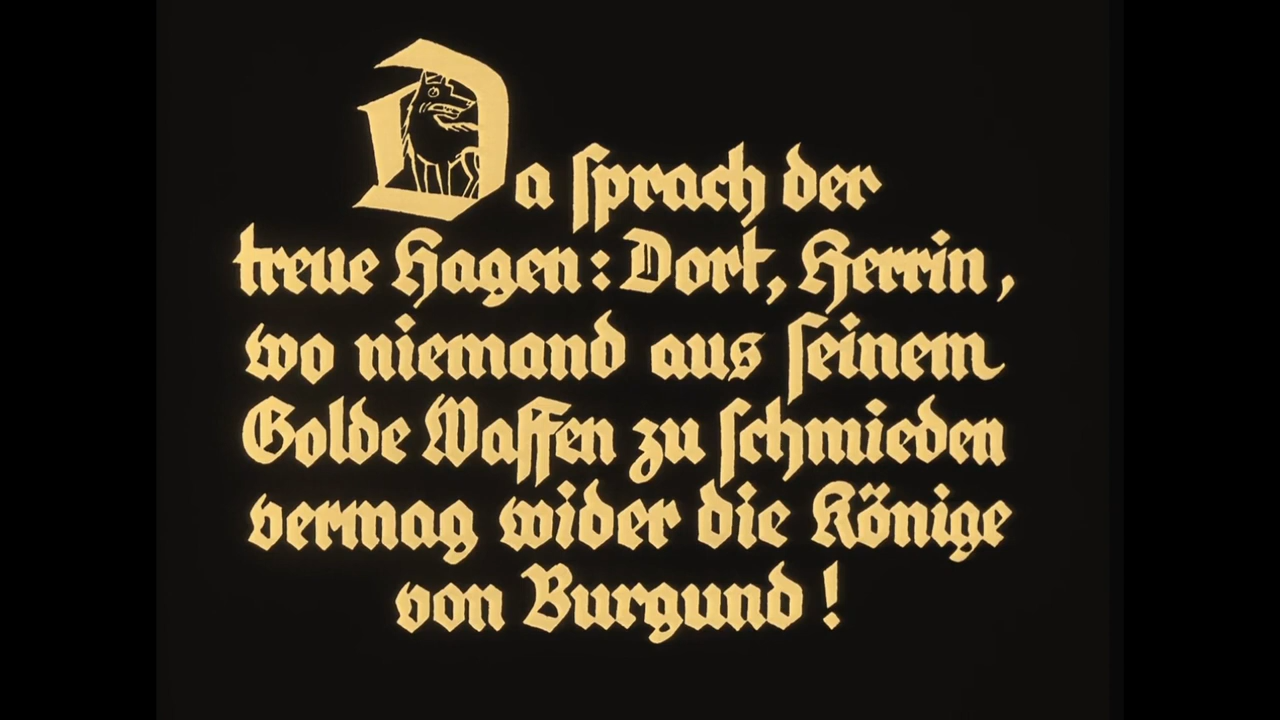 Da sprach der
treue Hagen: Dort, Herrin,
wo niemand aus seinem
Golde Waffen zu schmieden
vermag wider die Könige
von Burgund!